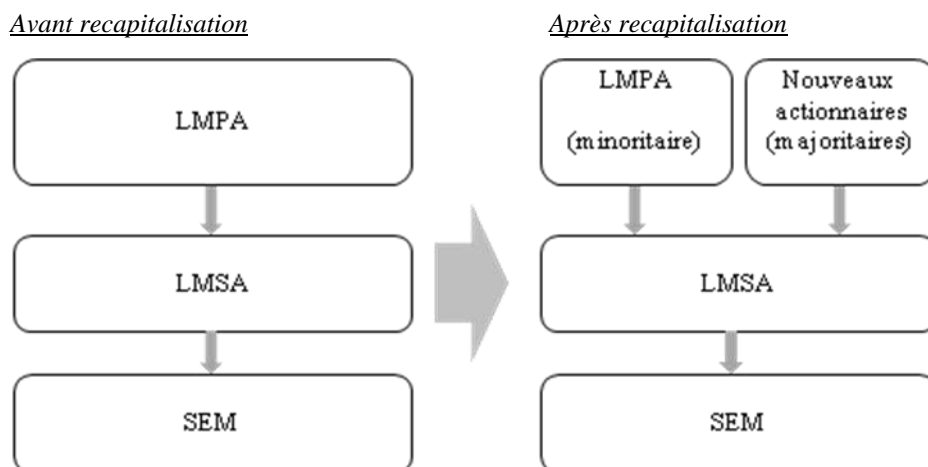 Avant recapitalisation
Après recapitalisation
LMPA
LMPA
(minoritaire)
Nouveaux
actionnaires
(majoritaires)
LMSA
LMSA
SEM
SEM